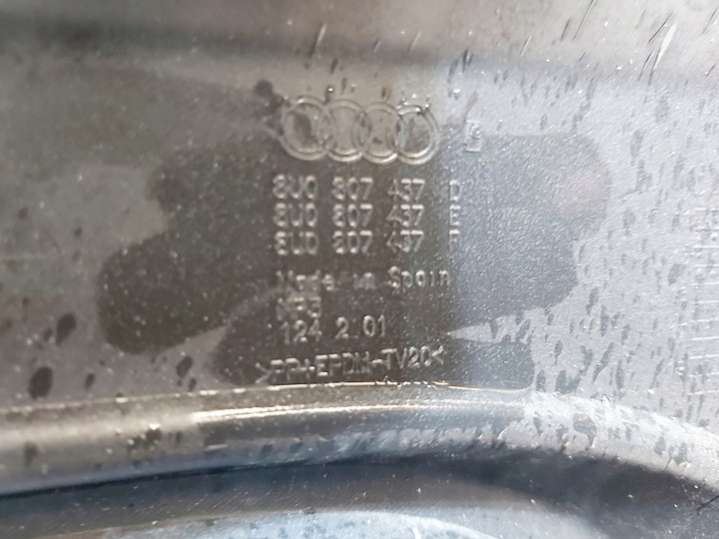 8U0 807 437 D
8U0 807 437 E
8U0 807 437 F
Made in Spain
124 2 01
>PP+EPDM-TV20<